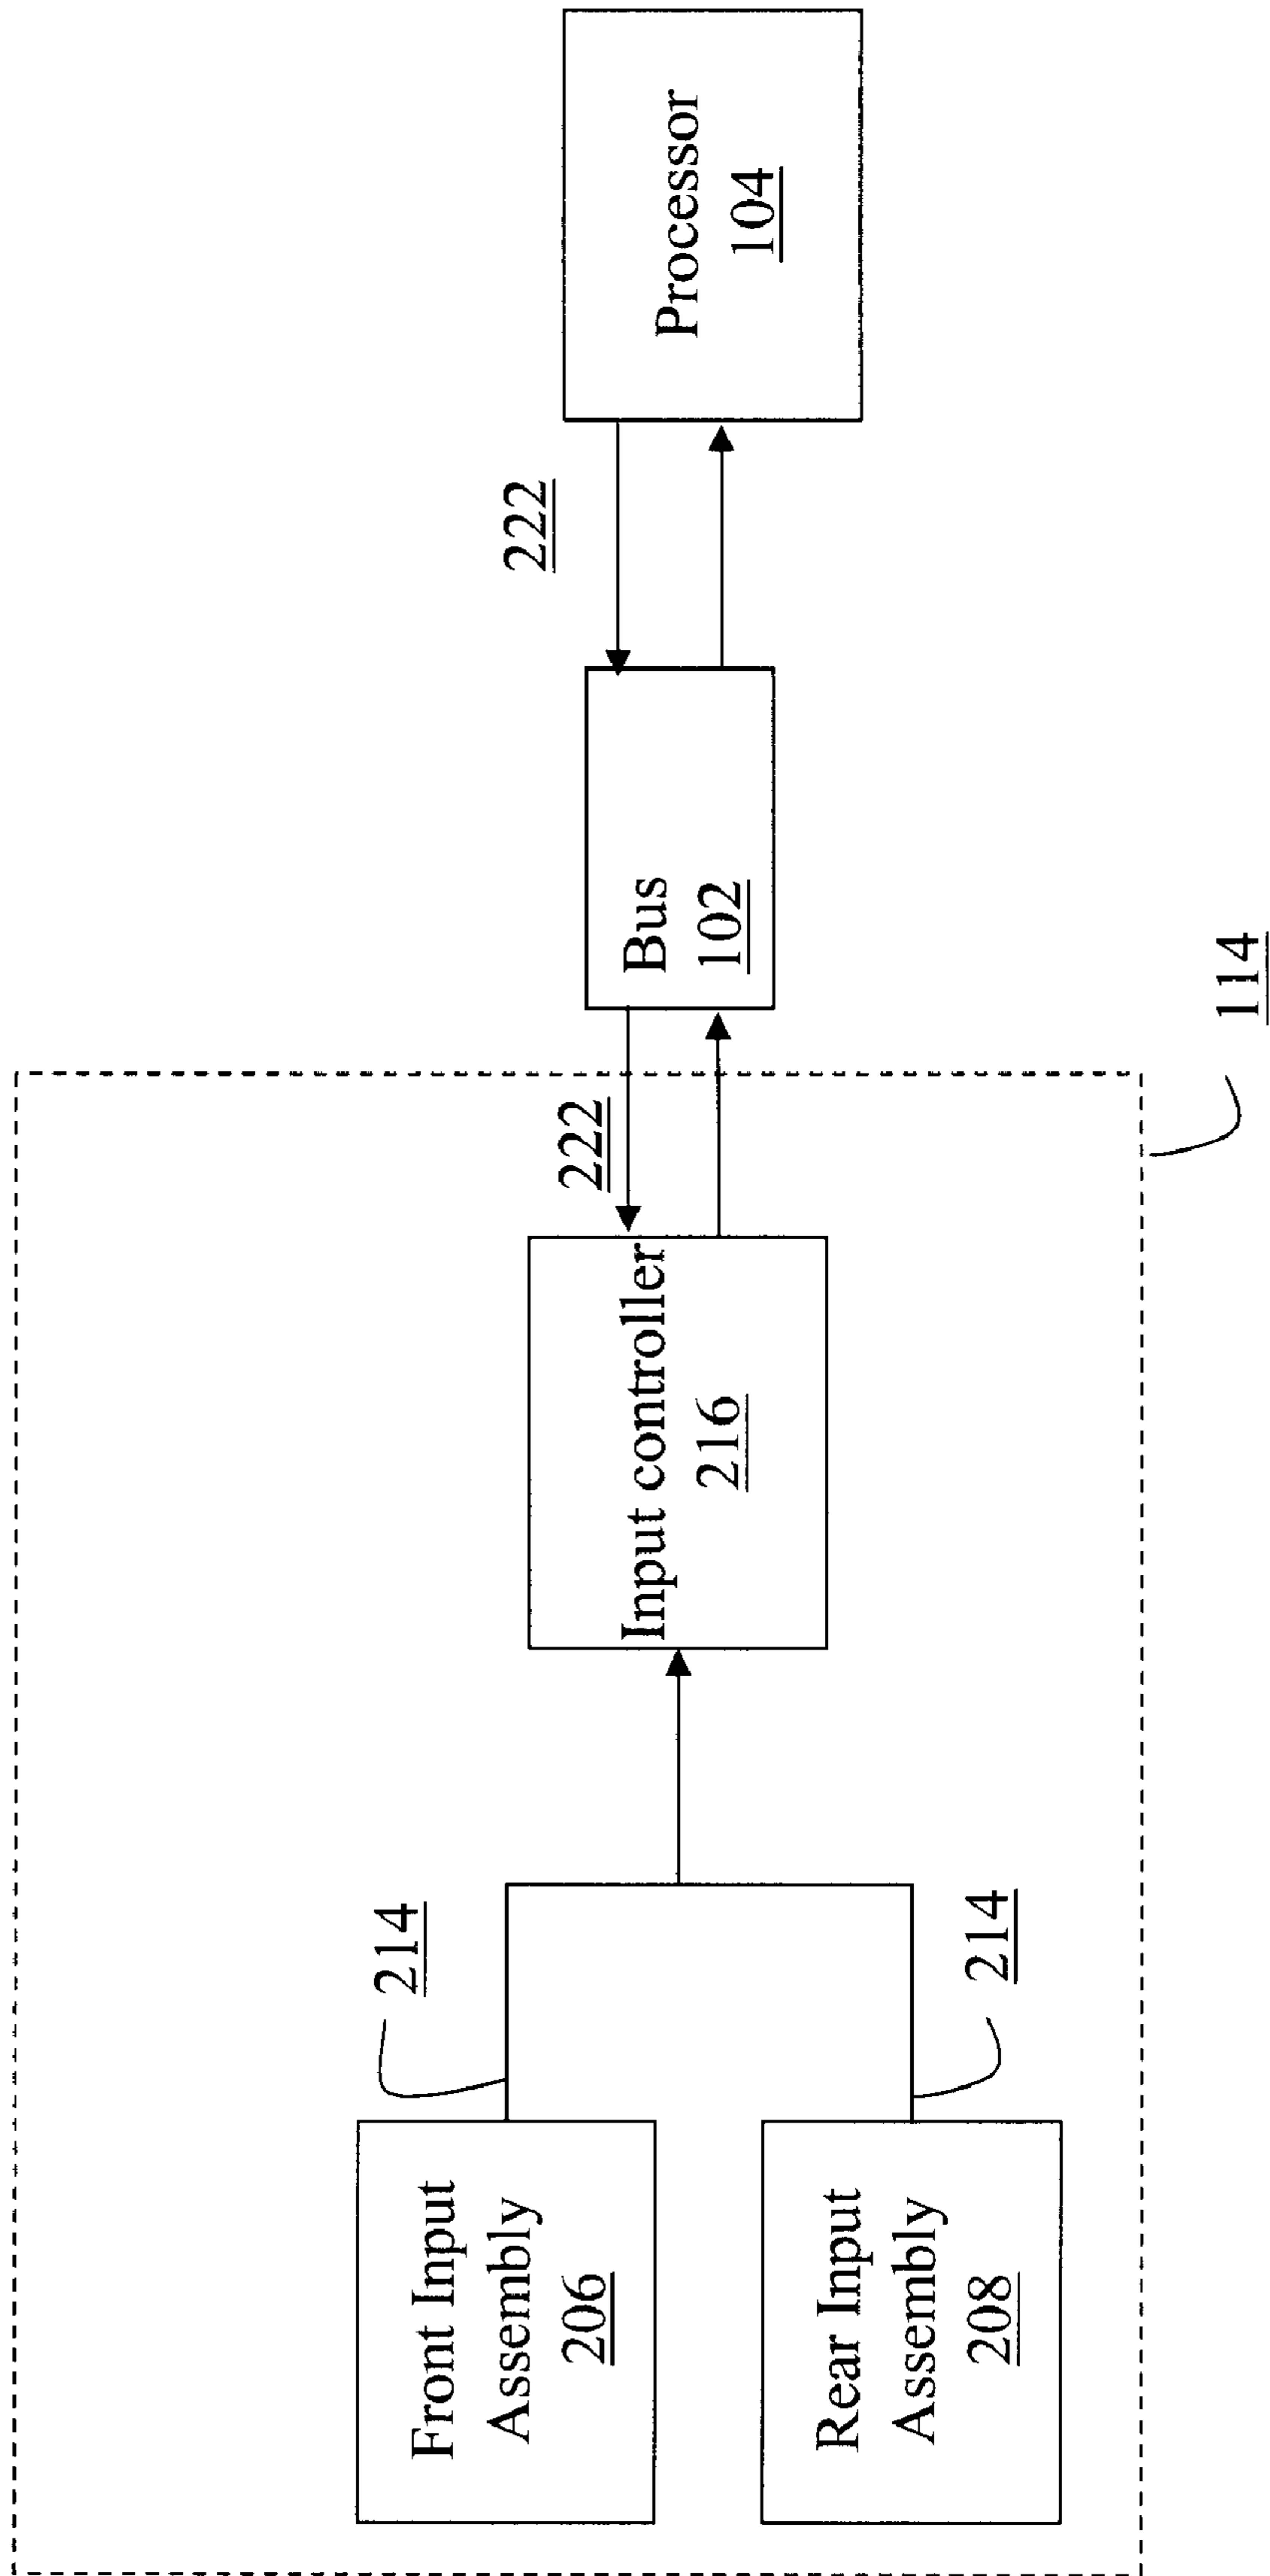 Front Input
Assembly
206
214
Rear Input
Assembly
208
214
Input controller
216
222
Bus
102
222
Processor
104
114